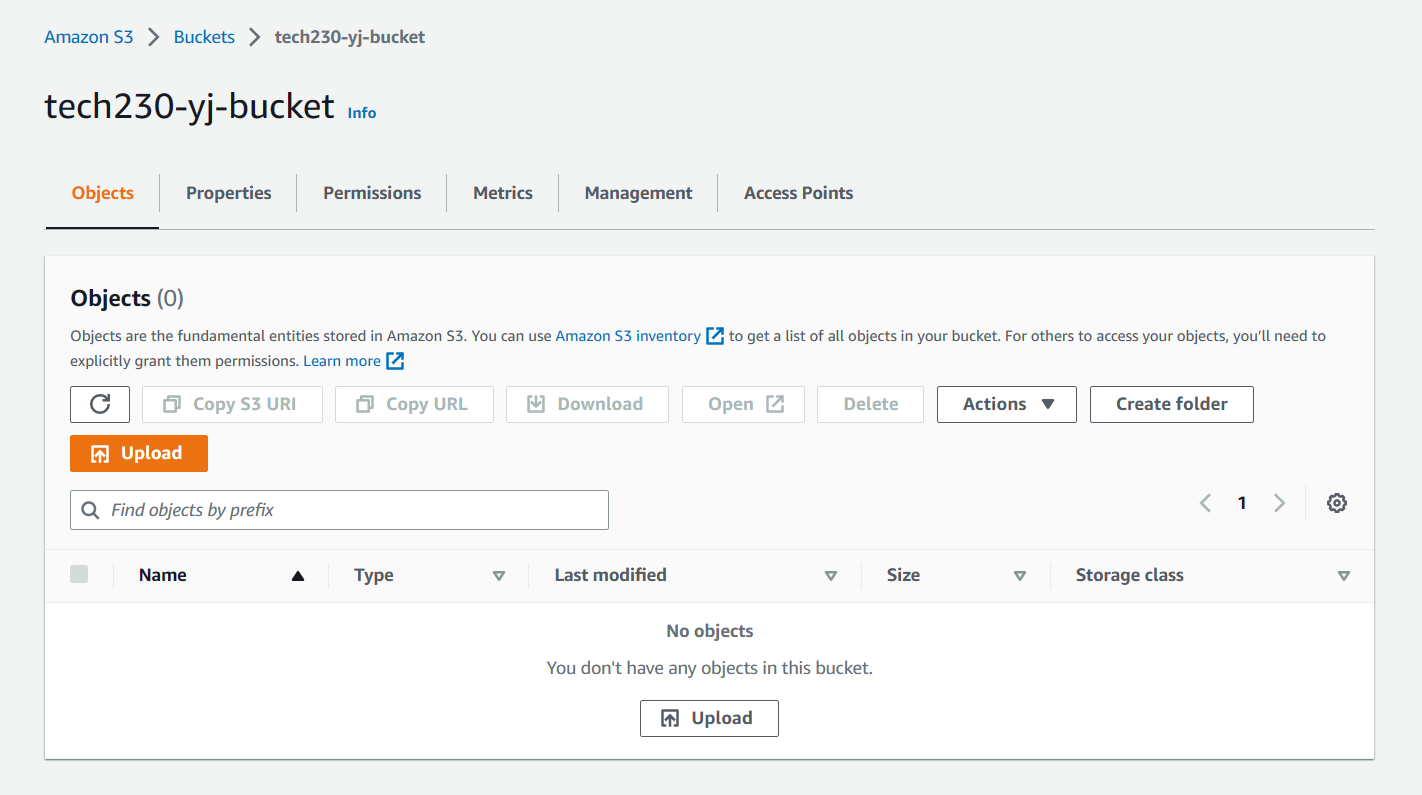 Amazon S3 Buckets tech230-yj-bucket
tech230-yj-bucket Info
Objects Properties Permissions Metrics Management Access Points
Objects (0)
Objects are the fundamental entities stored in Amazon S3. You can use Amazon S3 inventory to get a list of all objects in your bucket. For others to access your objects, you’ll need to
explicitly grant them permissions. Learn more
Copy S3 URI Copy URL Download Open Delete Actions Create folder
Upload
Find objects by prefix 1
Name Type Last modified Size Storage class
No objects
You don't have any objects in this bucket.
Upload